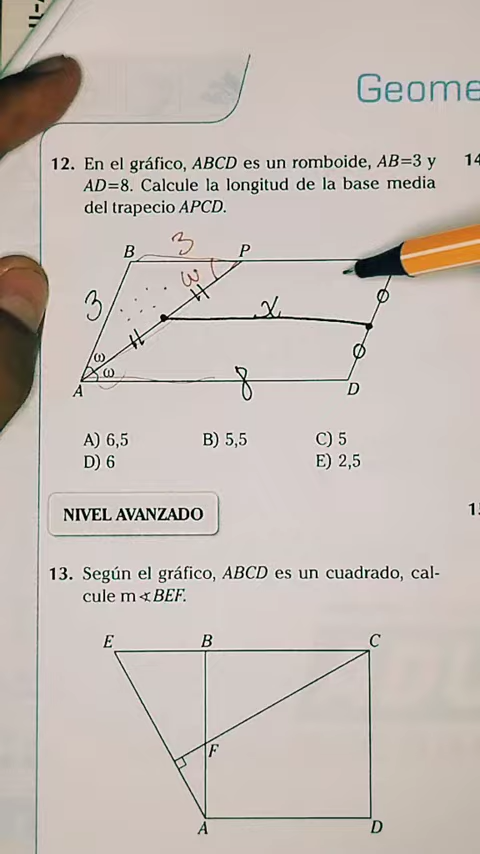 Geome
12. En el gráfico, ABCD es un romboide, AB=3 y
AD=8. Calcule la longitud de la base media
del trapecio APCD.
14
3
B
P
ω
3
x
ω
ω
A
8
D
A) 6,5
B) 5,5
C) 5
D) 6
E) 2,5
NIVEL AVANZADO
13. Según el gráfico, ABCD es un cuadrado, cal-
cule m∢BEF.
E
B
C
F
A
D